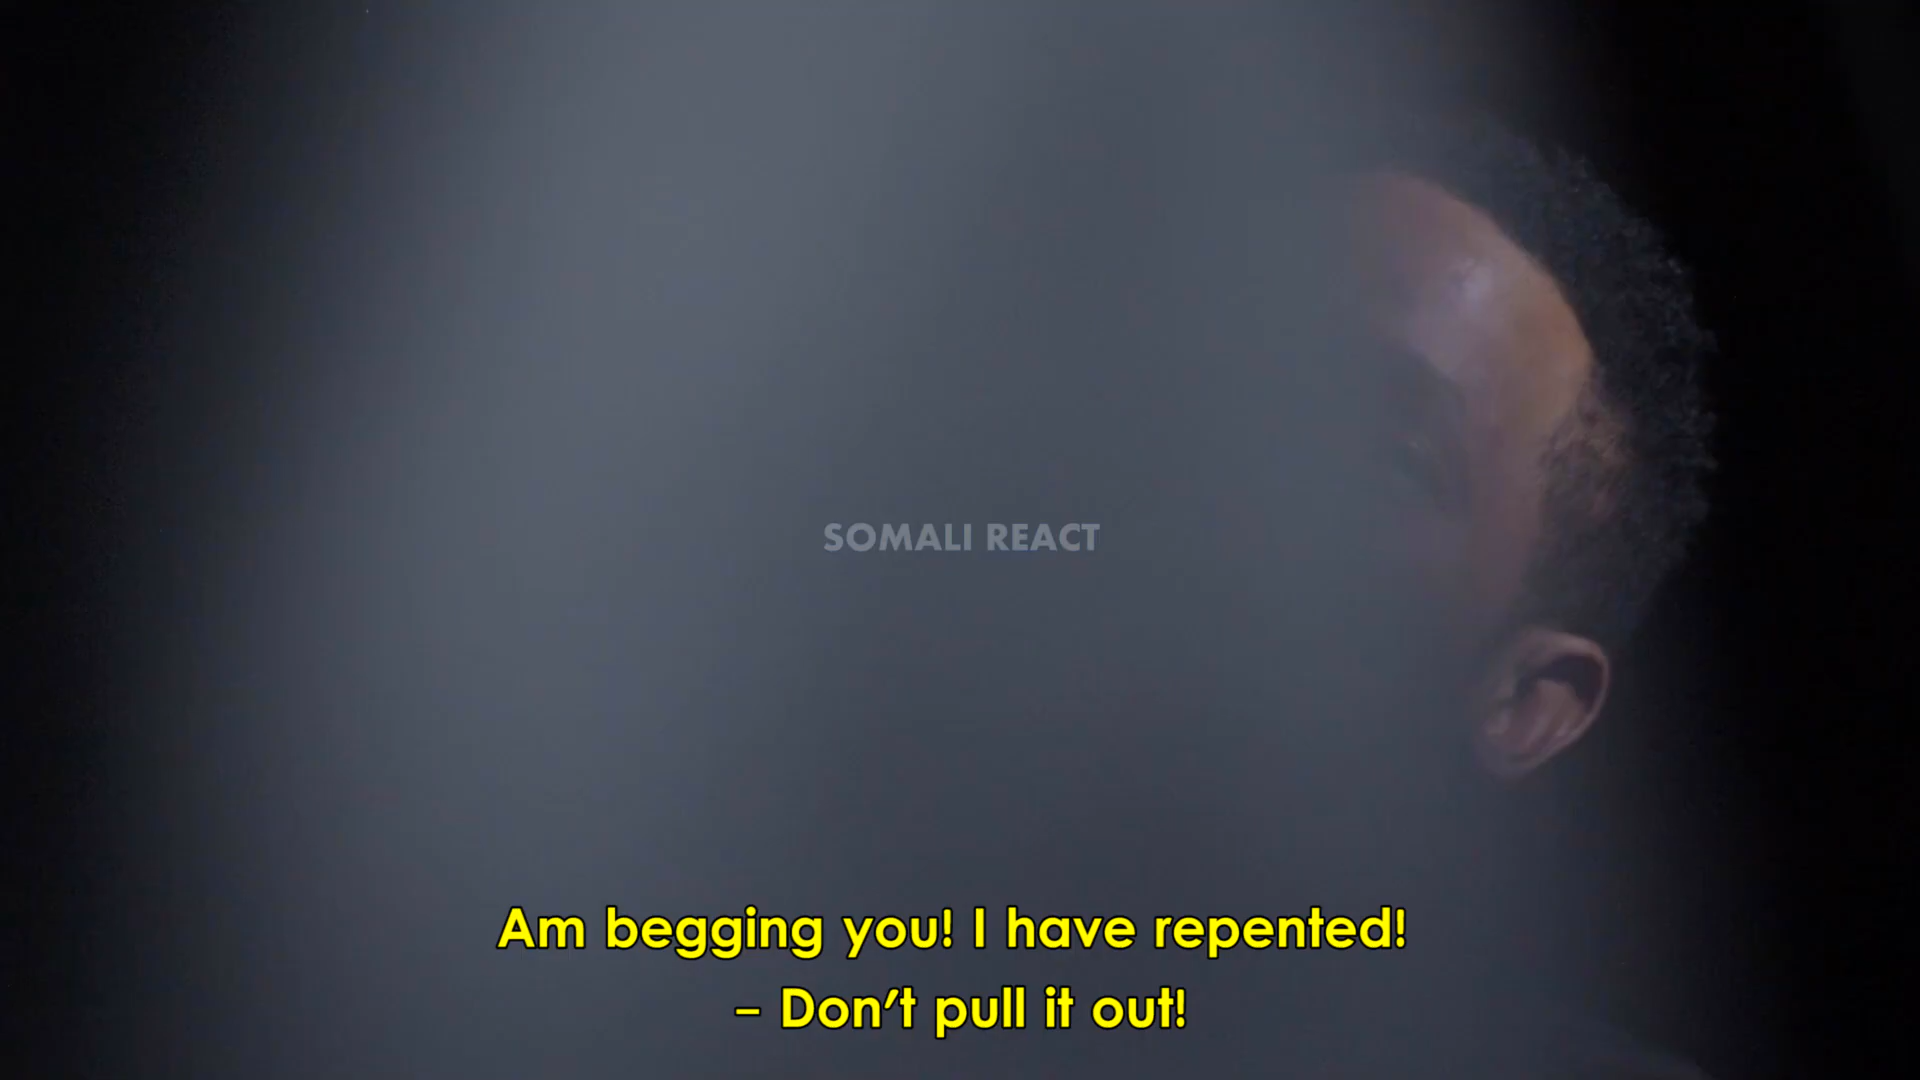 SOMALI REACT
Am begging you! I have repented!
– Don't pull it out!